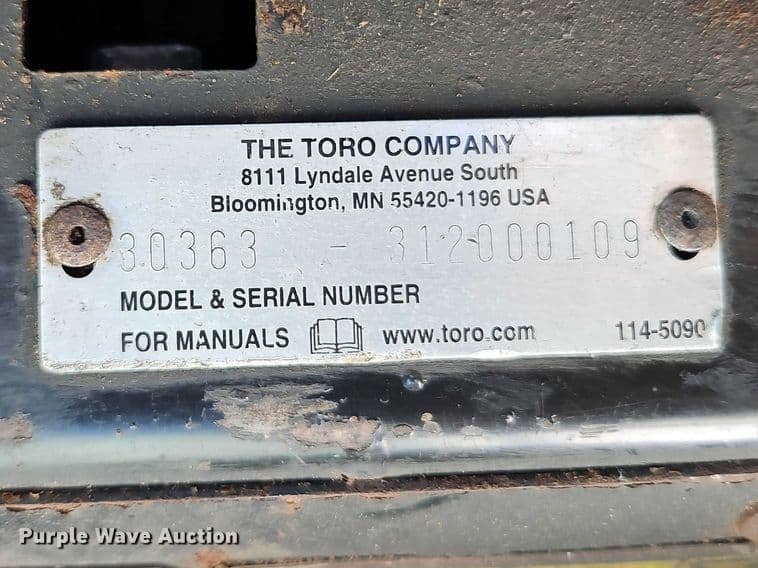 THE TORO COMPANY
8111 Lyndale Avenue South
Bloomington, MN 55420-1196 USA
30363 - 312000109
MODEL & SERIAL NUMBER
FOR MANUALS www.toro.com 114-5090
Purple Wave Auction